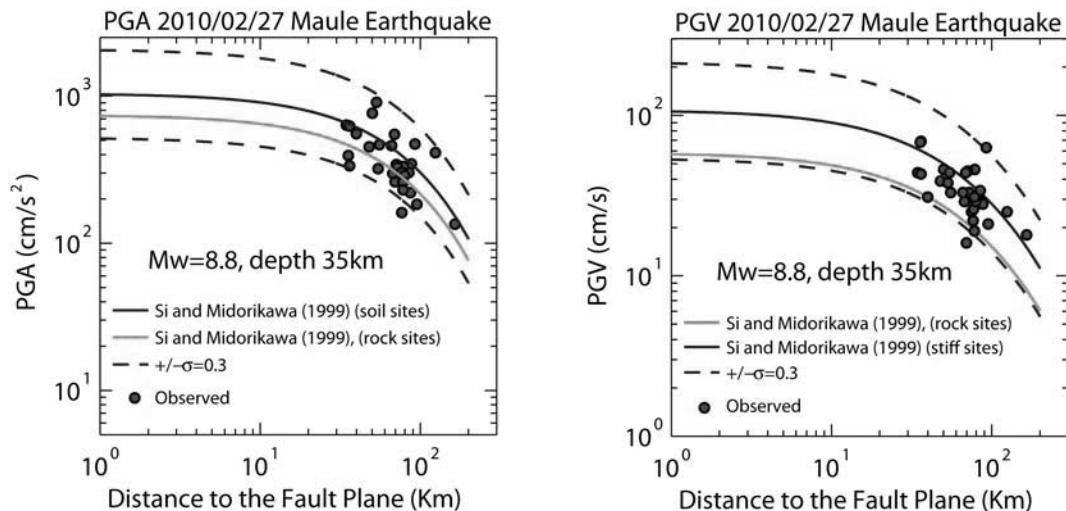 PGA 2010/02/27 Maule Earthquake
10³
10²
10¹
PGA (cm/s²)
Mw=8.8, depth 35km
Si and Midorikawa (1999) (soil sites)
Si and Midorikawa (1999), (rock sites)
+/−σ=0.3
Observed
10⁰ 10¹ 10²
Distance to the Fault Plane (Km)
PGV 2010/02/27 Maule Earthquake
10²
10¹
10⁰
PGV (cm/s)
Mw=8.8, depth 35km
Si and Midorikawa (1999), (rock sites)
Si and Midorikawa (1999) (stiff sites)
+/−σ=0.3
Observed
10⁰ 10¹ 10²
Distance to the Fault Plane (Km)